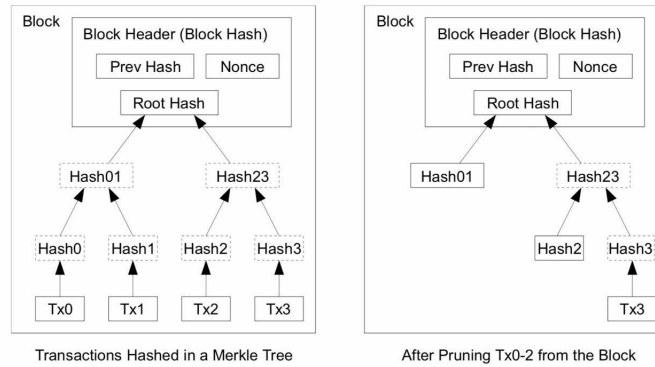 Block
Block Header (Block Hash)
Prev Hash
Nonce
Root Hash
Hash01
Hash23
Hash0
Hash1
Hash2
Hash3
Tx0
Tx1
Tx2
Tx3
Transactions Hashed in a Merkle Tree
Block
Block Header (Block Hash)
Prev Hash
Nonce
Root Hash
Hash01
Hash23
Hash2
Hash3
Tx3
After Pruning Tx0-2 from the Block